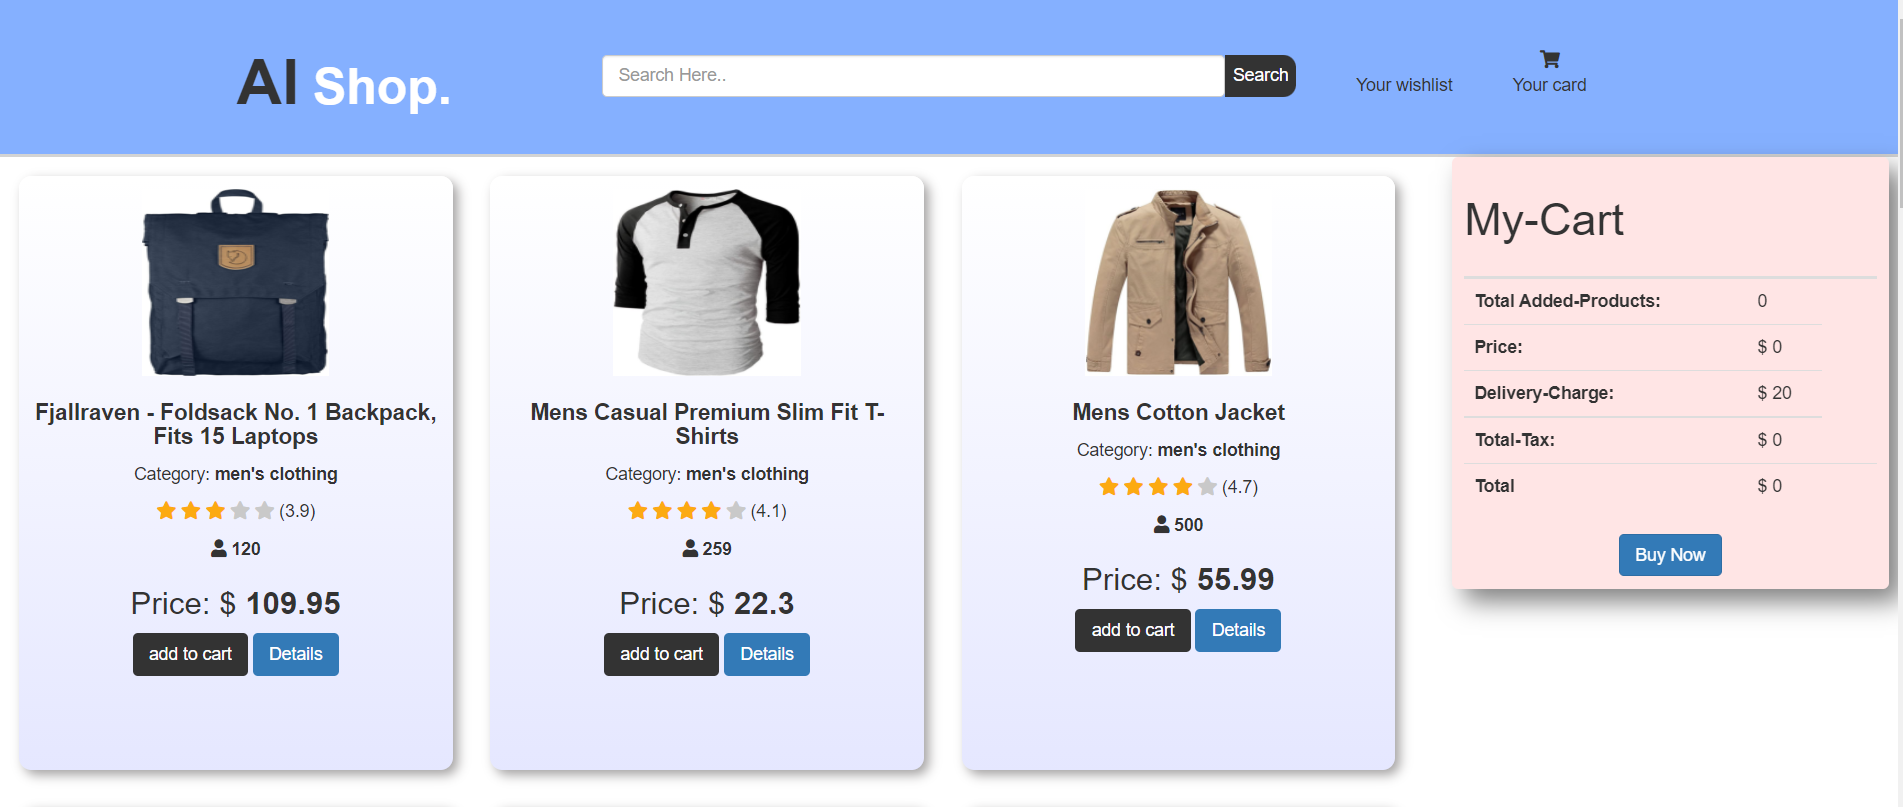 AI Shop.
Search Here..
Search
Your wishlist
Your card
Fjallraven - Foldsack No. 1 Backpack,
Fits 15 Laptops
Category: men's clothing
(3.9)
120
Price: $ 109.95
add to cart
Details
Mens Casual Premium Slim Fit T-
Shirts
Category: men's clothing
(4.1)
259
Price: $ 22.3
add to cart
Details
Mens Cotton Jacket
Category: men's clothing
(4.7)
500
Price: $ 55.99
add to cart
Details
My-Cart
Total Added-Products: 0
Price: $ 0
Delivery-Charge: $ 20
Total-Tax: $ 0
Total $ 0
Buy Now